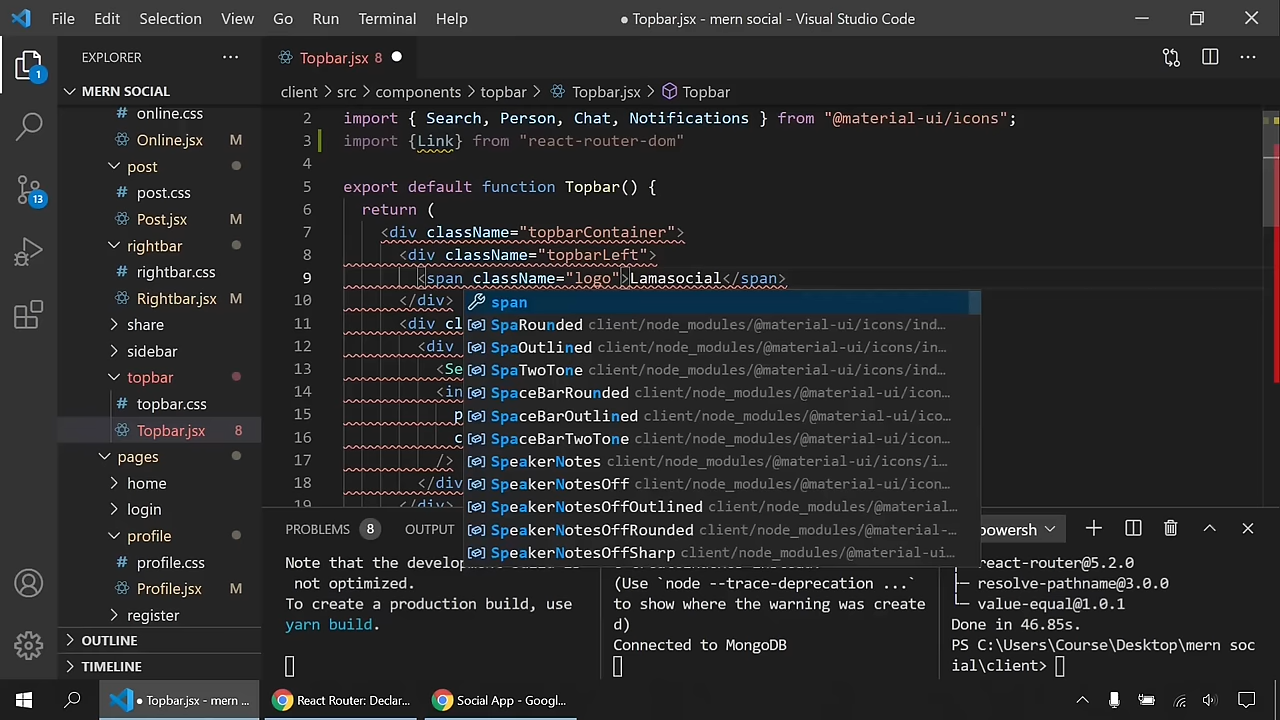 File Edit Selection View Go Run Terminal Help
● Topbar.jsx - mern social - Visual Studio Code
EXPLORER
Topbar.jsx 8
1
MERN SOCIAL
client > src > components > topbar > Topbar.jsx > Topbar
online.css
Online.jsx M
post
post.css
Post.jsx M
rightbar
rightbar.css
Rightbar.jsx M
share
sidebar
topbar
topbar.css
Topbar.jsx 8
pages
home
login
profile
profile.css
Profile.jsx M
register
OUTLINE
TIMELINE
13
2 import { Search, Person, Chat, Notifications } from "@material-ui/icons";
3 import {Link} from "react-router-dom"
4
5 export default function Topbar() {
6 return (
7 <div className="topbarContainer">
8 <div className="topbarLeft">
9 <span className="logo">Lamasocial</span>
10 </div>
11 <div cl
12 <div
13 <Se
14 <in
15 p
16 c
17 />
18 </div
19 </div>
span
SpaRounded client/node_modules/@material-ui/icons/ind…
SpaOutlined client/node_modules/@material-ui/icons/in…
SpaTwoTone client/node_modules/@material-ui/icons/ind…
SpaceBarRounded client/node_modules/@material-ui/icon…
SpaceBarOutlined client/node_modules/@material-ui/ico…
SpaceBarTwoTone client/node_modules/@material-ui/icon…
SpeakerNotes client/node_modules/@material-ui/icons/i…
SpeakerNotesOff client/node_modules/@material-ui/icon…
SpeakerNotesOffOutlined client/node_modules/@material…
SpeakerNotesOffRounded client/node_modules/@material-…
SpeakerNotesOffSharp client/node_modules/@material-ui…
PROBLEMS 8 OUTPUT
powersh
Note that the
not optimized.
To create a production build, use
yarn build.
(Use `node --trace-deprecation ...`
to show where the warning was create
d)
Connected to MongoDB
react-router@5.2.0
├─ resolve-pathname@3.0.0
└─ value-equal@1.0.1
Done in 46.85s.
PS C:\Users\Course\Desktop\mern soc
ial\client>
● Topbar.jsx - mern ...
React Router: Declar...
Social App - Googl...